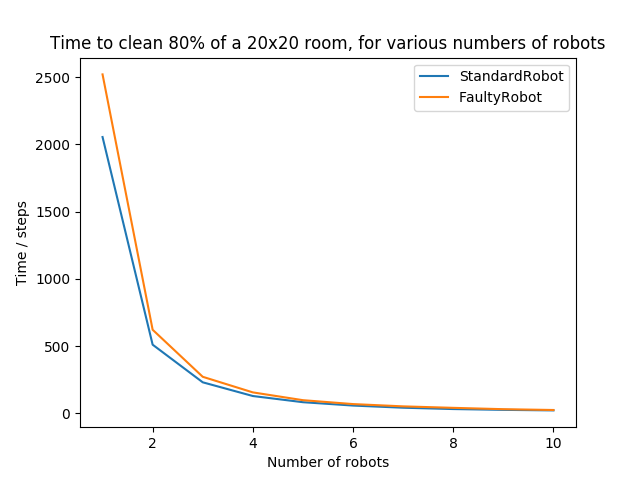 Time to clean 80% of a 20x20 room, for various numbers of robots
StandardRobot
FaultyRobot
2500
2000
1500
1000
500
0
Time / steps
2 4 6 8 10
Number of robots